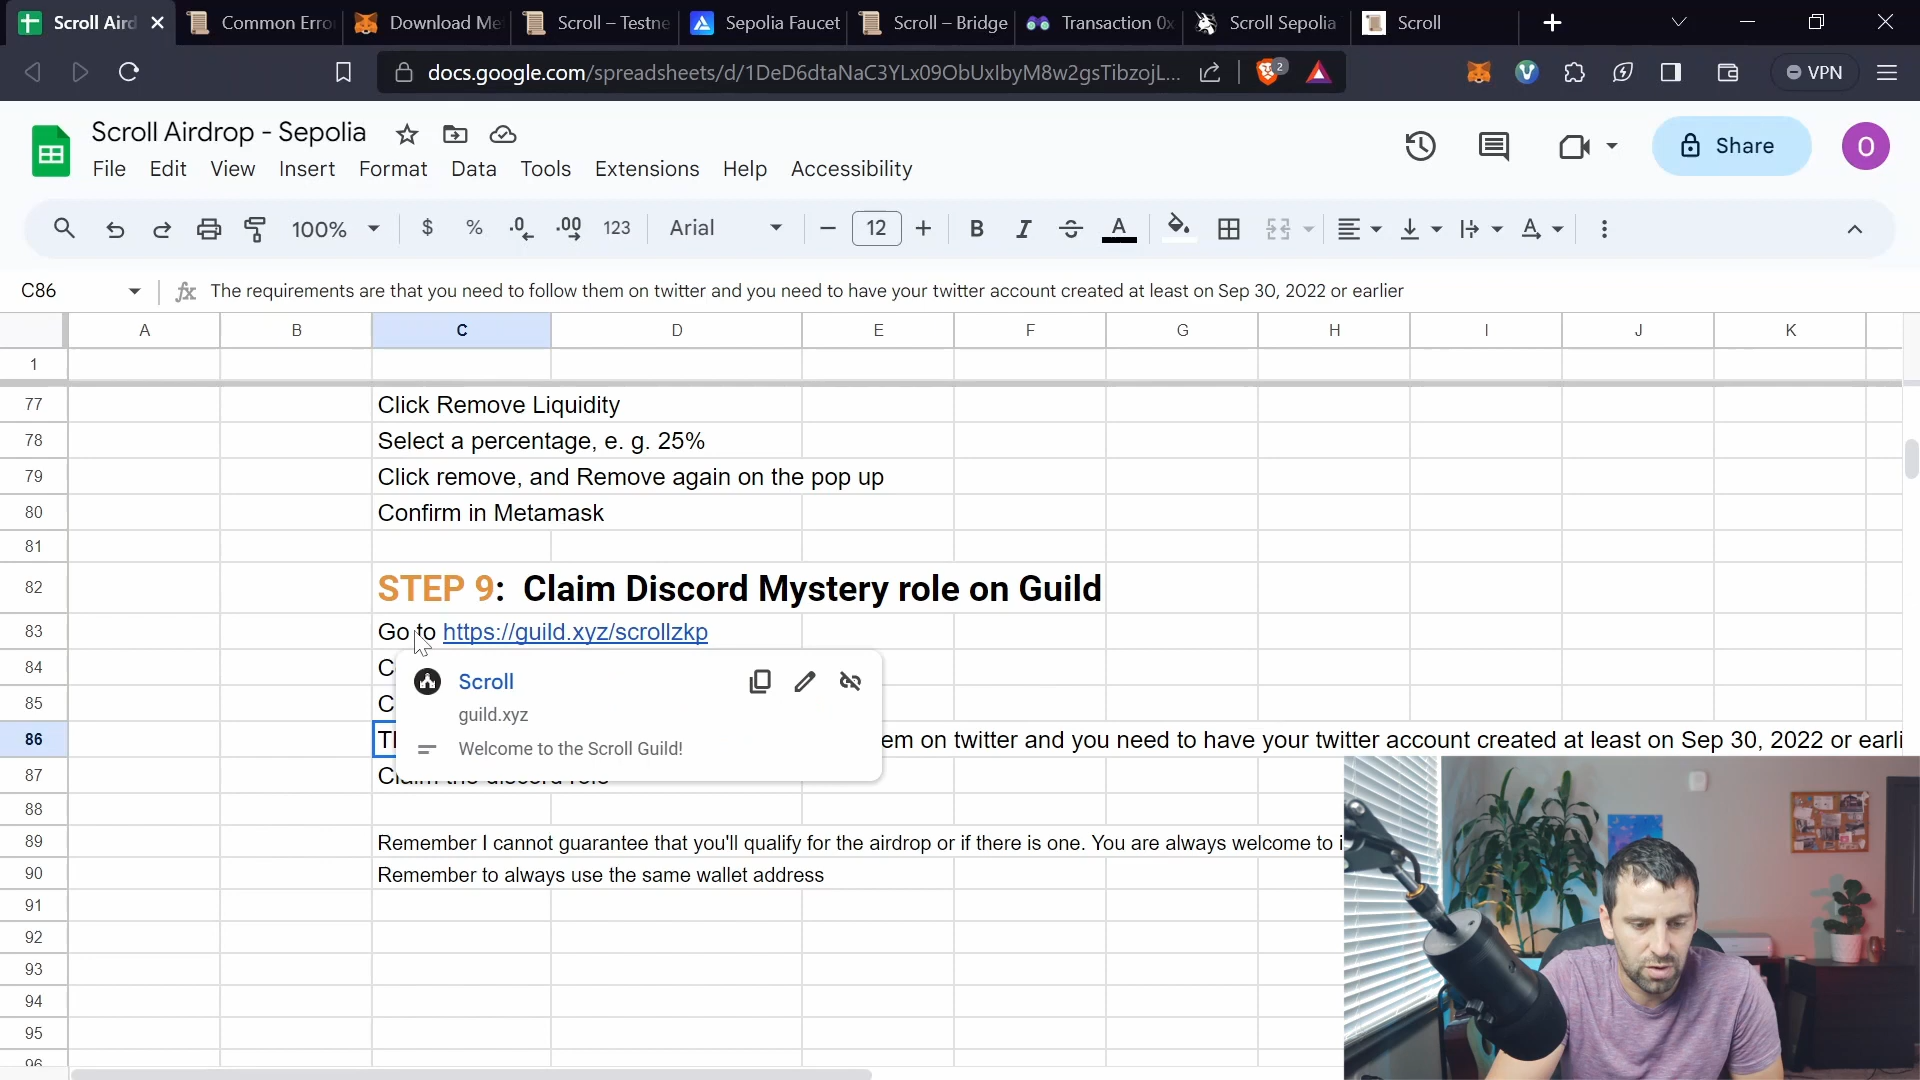 Scroll Aird
Common Erro
Download Me
Scroll – Testne
Sepolia Faucet
Scroll – Bridge
Transaction 0x
Scroll Sepolia
Scroll
docs.google.com/spreadsheets/d/1DeD6dtaNaC3YLx09ObUxIbyM8w2gsTibzojL...
2
VPN
Scroll Airdrop - Sepolia
File Edit View Insert Format Data Tools Extensions Help Accessibility
Share
O
100%
$ % .0 .00 123
Arial
12
B I S A
C86
fx
The requirements are that you need to follow them on twitter and you need to have your twitter account created at least on Sep 30, 2022 or earlier
A B C D E F G H I J K
1
77 Click Remove Liquidity
78 Select a percentage, e. g. 25%
79 Click remove, and Remove again on the pop up
80 Confirm in Metamask
81
82 STEP 9: Claim Discord Mystery role on Guild
83 Go to https://guild.xyz/scrollzkp
84 C
Scroll
guild.xyz
Welcome to the Scroll Guild!
85 C
86 Th em on twitter and you need to have your twitter account created at least on Sep 30, 2022 or earli
87 Claim the discord role
88
89 Remember I cannot guarantee that you'll qualify for the airdrop or if there is one. You are always welcome to i
90 Remember to always use the same wallet address
91
92
93
94
95
96